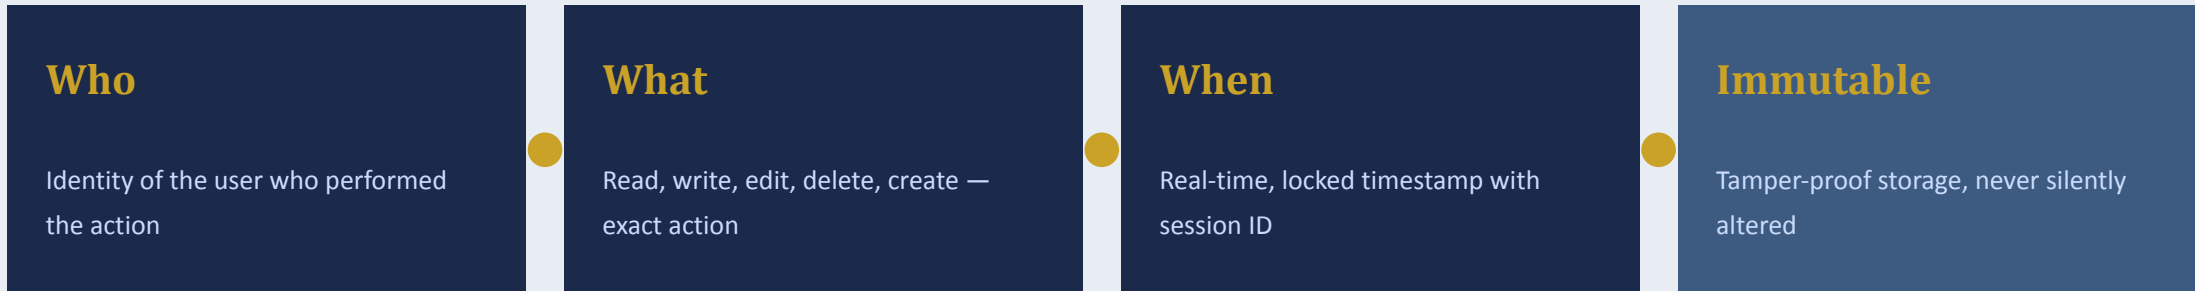 Who
Identity of the user who performed
the action
What
Read, write, edit, delete, create —
exact action
When
Real-time, locked timestamp with
session ID
Immutable
Tamper-proof storage, never silently
altered